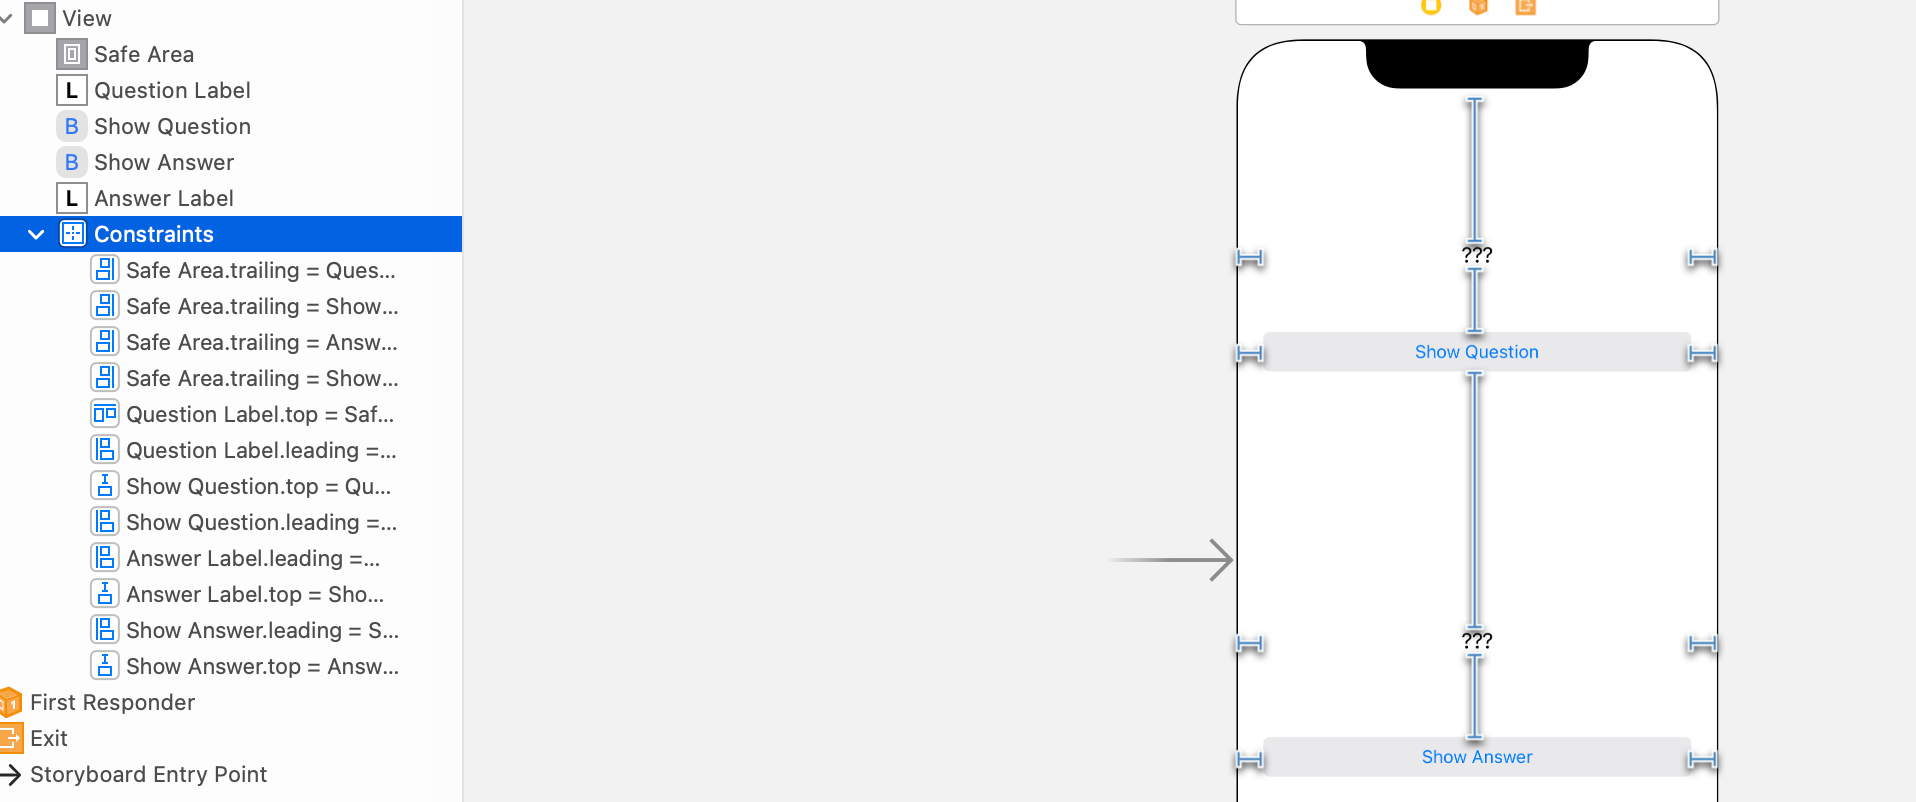 View
Safe Area
L Question Label
B Show Question
B Show Answer
L Answer Label
Constraints
Safe Area.trailing = Ques...
Safe Area.trailing = Show...
Safe Area.trailing = Answ...
Safe Area.trailing = Show...
Question Label.top = Saf...
Question Label.leading =...
Show Question.top = Qu...
Show Question.leading =...
Answer Label.leading =...
Answer Label.top = Sho...
Show Answer.leading = S...
Show Answer.top = Answ...
First Responder
Exit
Storyboard Entry Point
???
Show Question
???
Show Answer